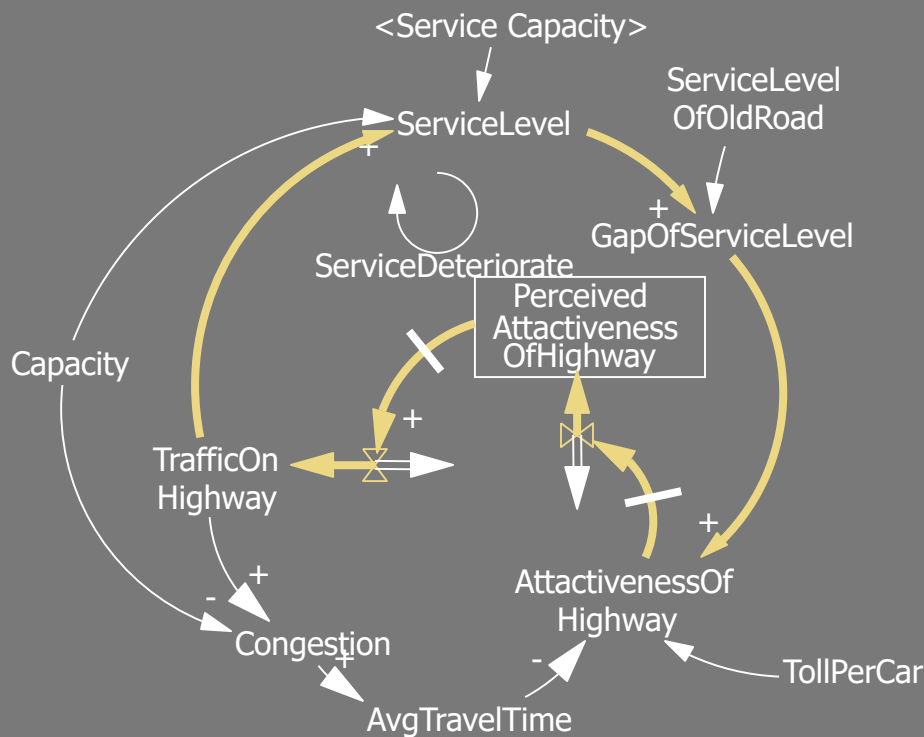 <Service Capacity>
ServiceLevel
OfOldRoad
ServiceLevel
+
+
GapOfServiceLevel
ServiceDeteriorate
Perceived
Attactiveness
OfHighway
Capacity
+
TrafficOn
Highway
+
+
-
AttactivenessOf
Highway
Congestion
+
-
TollPerCar
AvgTravelTime